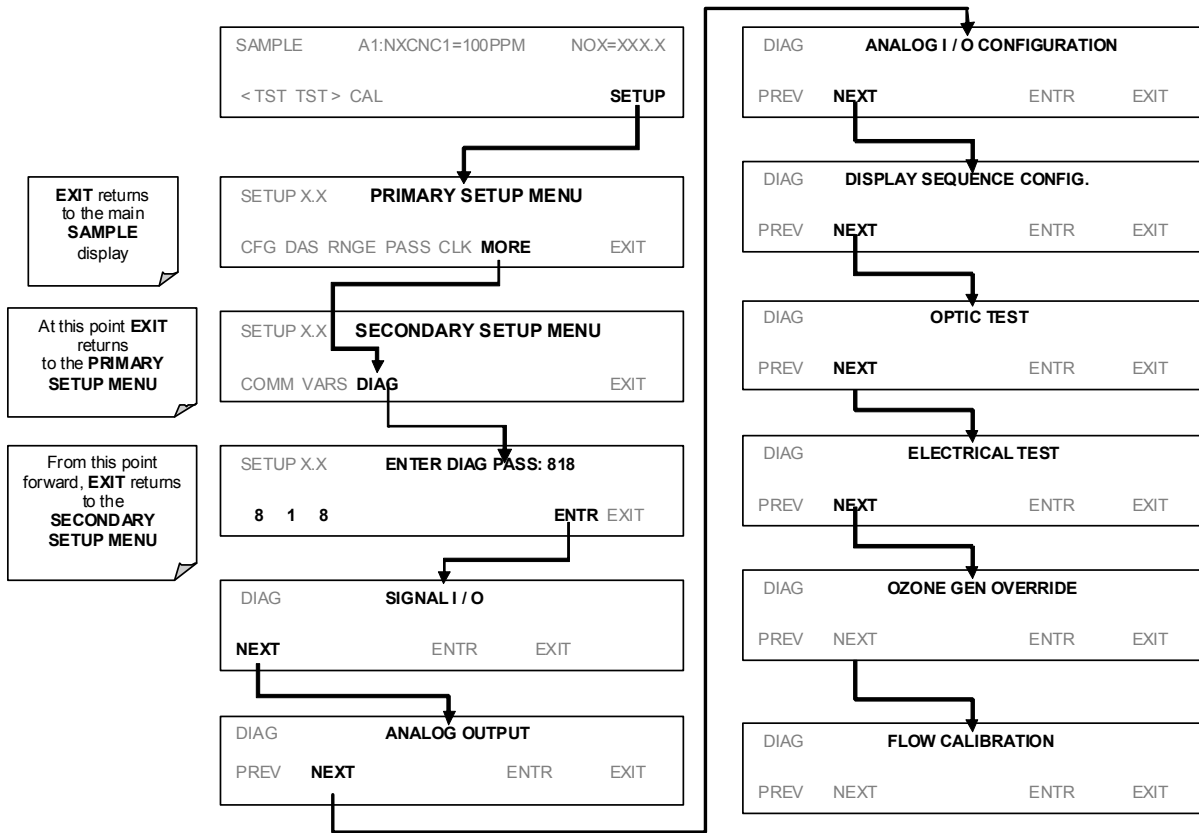 SAMPLE A1:NXCNC1=100PPM NOX=XXX.X
< TST TST > CAL SETUP
EXIT returns
to the main
SAMPLE
display
SETUP X.X PRIMARY SETUP MENU
CFG DAS RNGE PASS CLK MORE EXIT
At this point EXIT
returns
to the PRIMARY
SETUP MENU
SETUP X.X SECONDARY SETUP MENU
COMM VARS DIAG EXIT
From this point
forward, EXIT returns
to the
SECONDARY
SETUP MENU
SETUP X.X ENTER DIAG PASS: 818
8 1 8 ENTR EXIT
DIAG SIGNAL I / O
NEXT ENTR EXIT
DIAG ANALOG OUTPUT
PREV NEXT ENTR EXIT
DIAG ANALOG I / O CONFIGURATION
PREV NEXT ENTR EXIT
DIAG DISPLAY SEQUENCE CONFIG.
PREV NEXT ENTR EXIT
DIAG OPTIC TEST
PREV NEXT ENTR EXIT
DIAG ELECTRICAL TEST
PREV NEXT ENTR EXIT
DIAG OZONE GEN OVERRIDE
PREV NEXT ENTR EXIT
DIAG FLOW CALIBRATION
PREV NEXT ENTR EXIT